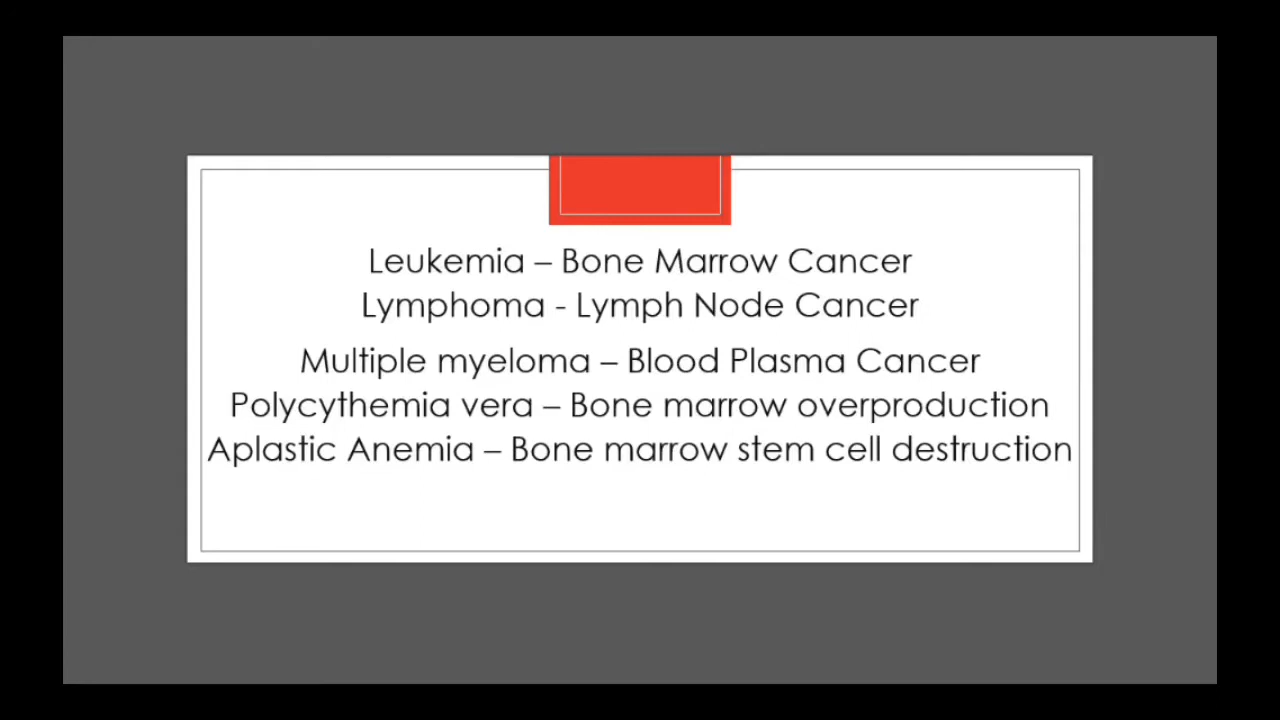 Leukemia – Bone Marrow Cancer
Lymphoma - Lymph Node Cancer
Multiple myeloma – Blood Plasma Cancer
Polycythemia vera – Bone marrow overproduction
Aplastic Anemia – Bone marrow stem cell destruction